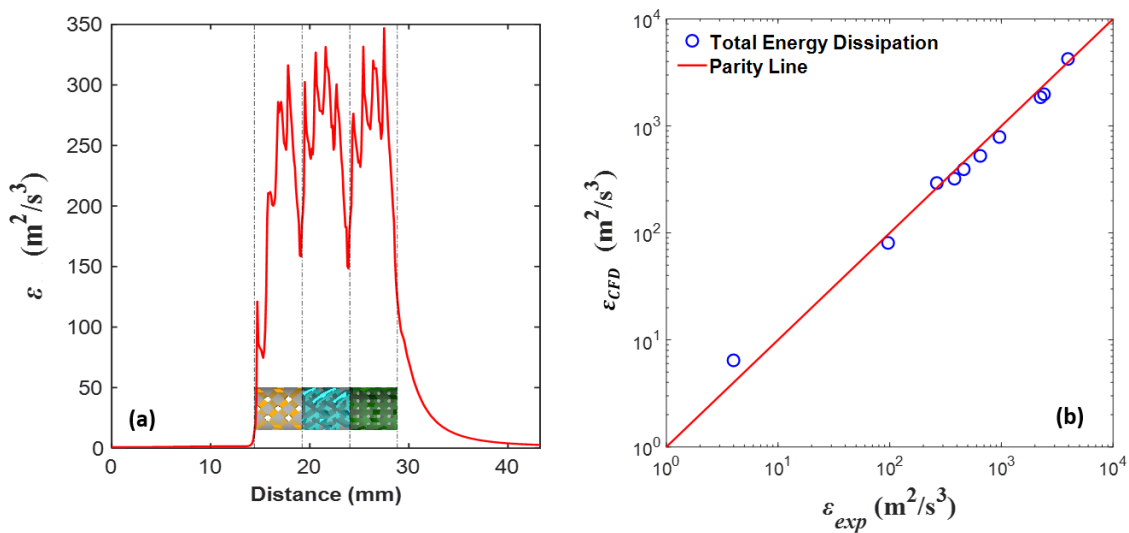 350
300
250
200
150
100
50
0
ε (m²/s³)
(a)
0
10
20
30
40
Distance (mm)
10⁴
10³
10²
10¹
10⁰
ε_CFD (m²/s³)
Total Energy Dissipation
Parity Line
(b)
10⁰
10¹
10²
10³
10⁴
ε_exp (m²/s³)